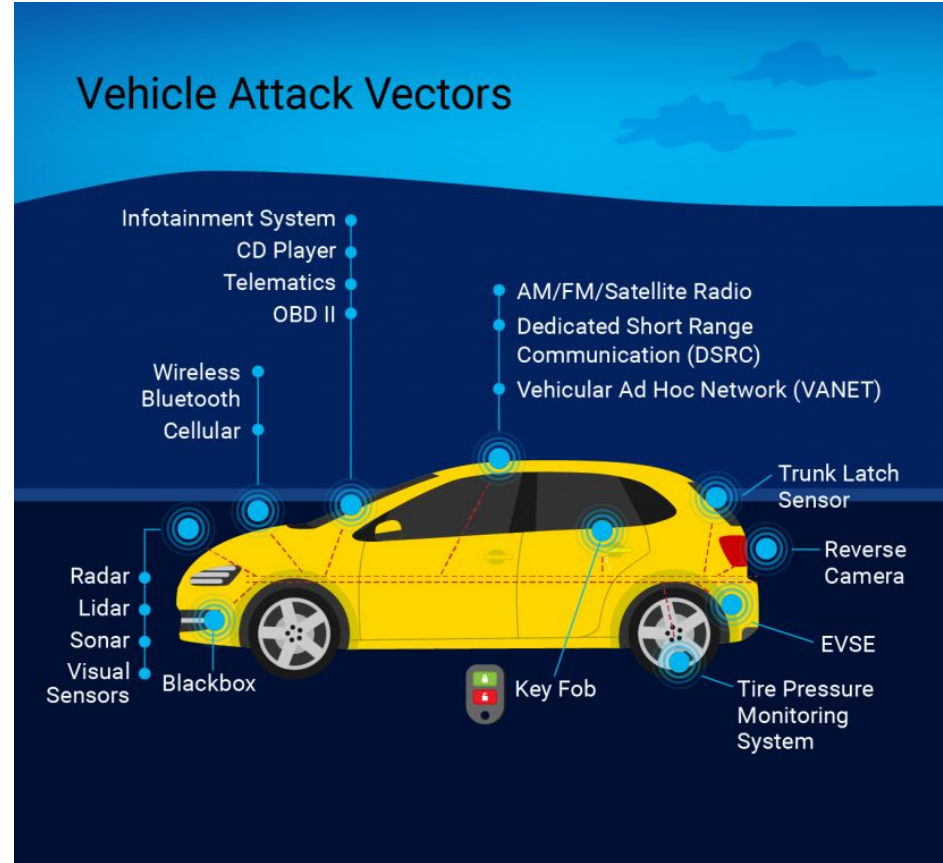 Vehicle Attack Vectors
Infotainment System
CD Player
Telematics
OBD II
AM/FM/Satellite Radio
Dedicated Short Range
Communication (DSRC)
Vehicular Ad Hoc Network (VANET)
Wireless
Bluetooth
Cellular
Trunk Latch
Sensor
Reverse
Camera
Radar
Lidar
Sonar
Visual
Sensors
Blackbox
Key Fob
EVSE
Tire Pressure
Monitoring
System